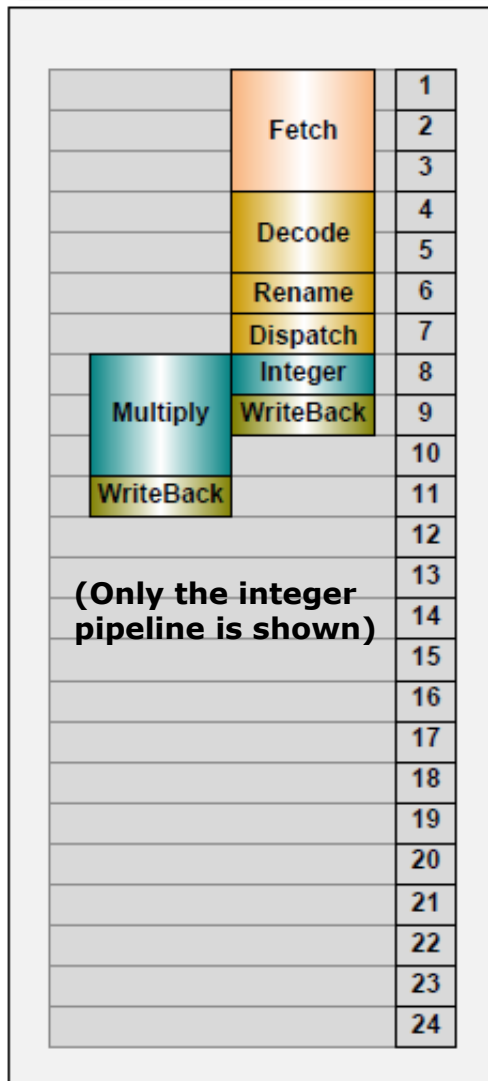 1
Fetch 2
3
4
Decode
5
Rename 6
Dispatch 7
Integer 8
Multiply WriteBack 9
10
WriteBack 11
12
(Only the integer 13
pipeline is shown) 14
15
16
17
18
19
20
21
22
23
24